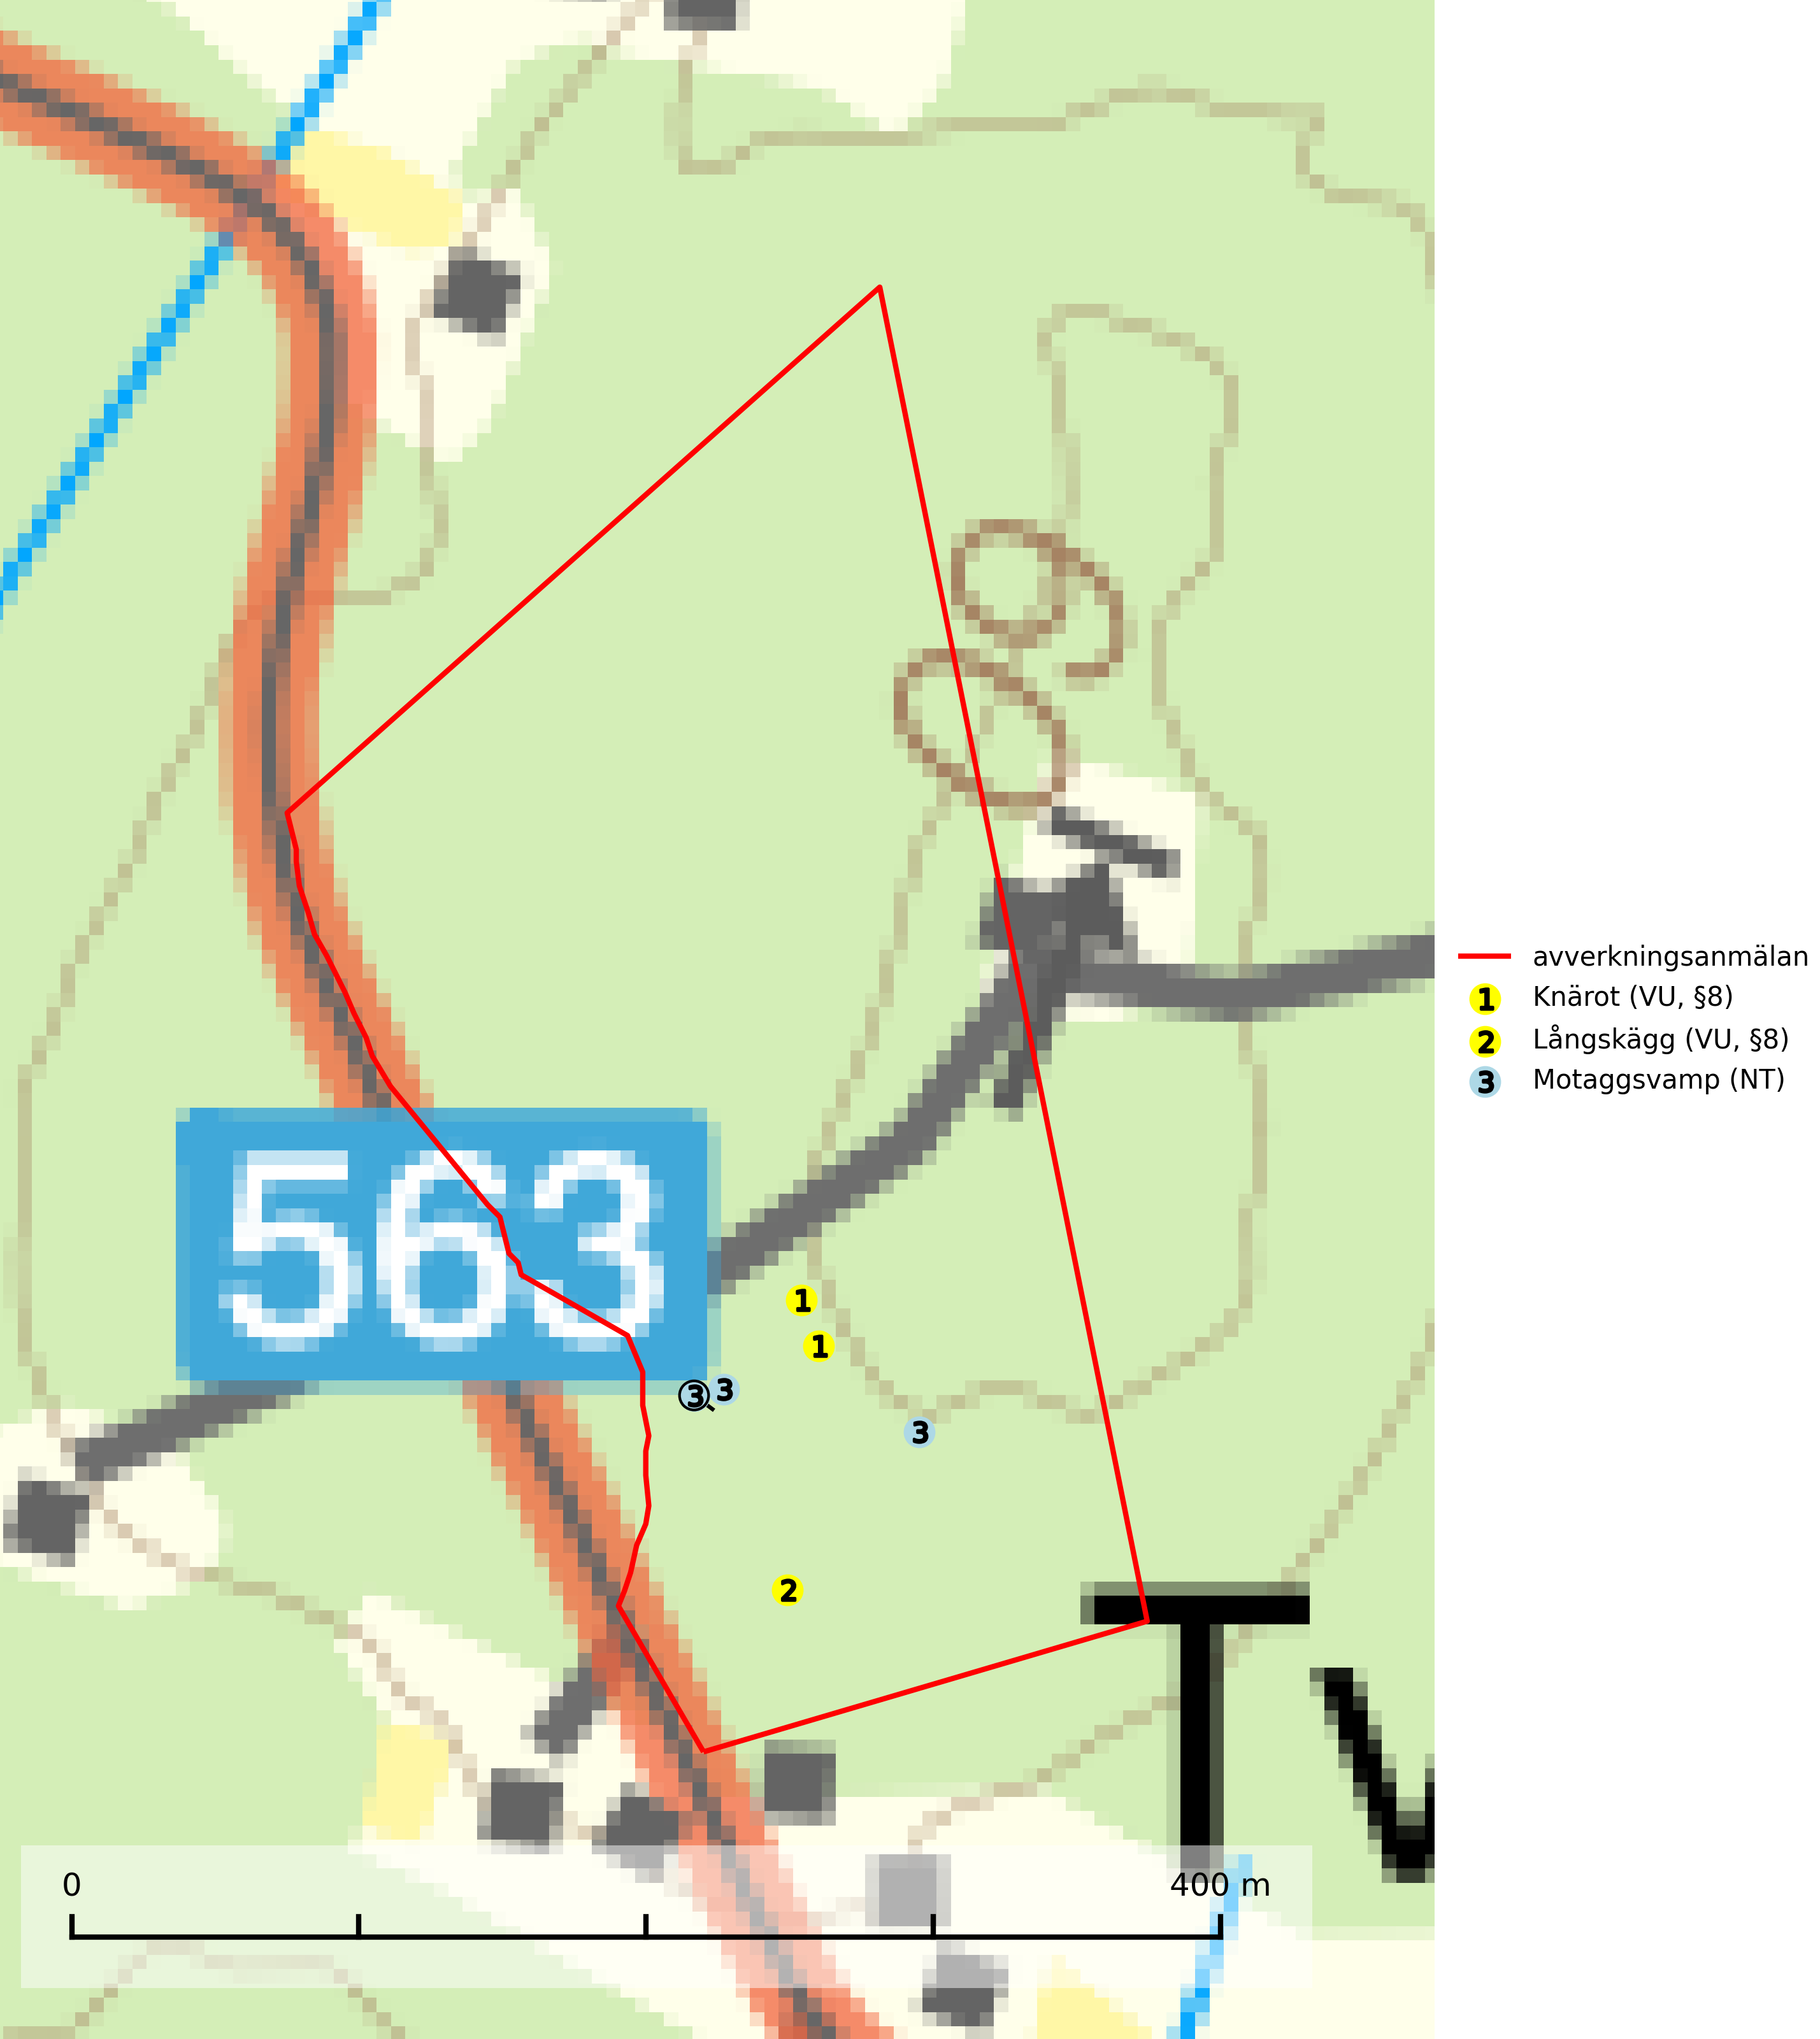 563
avverkningsanmälan
1 Knärot (VU, §8)
2 Långskägg (VU, §8)
3 Motaggsvamp (NT)
1
1
3 3
3
2
T
0 400 m